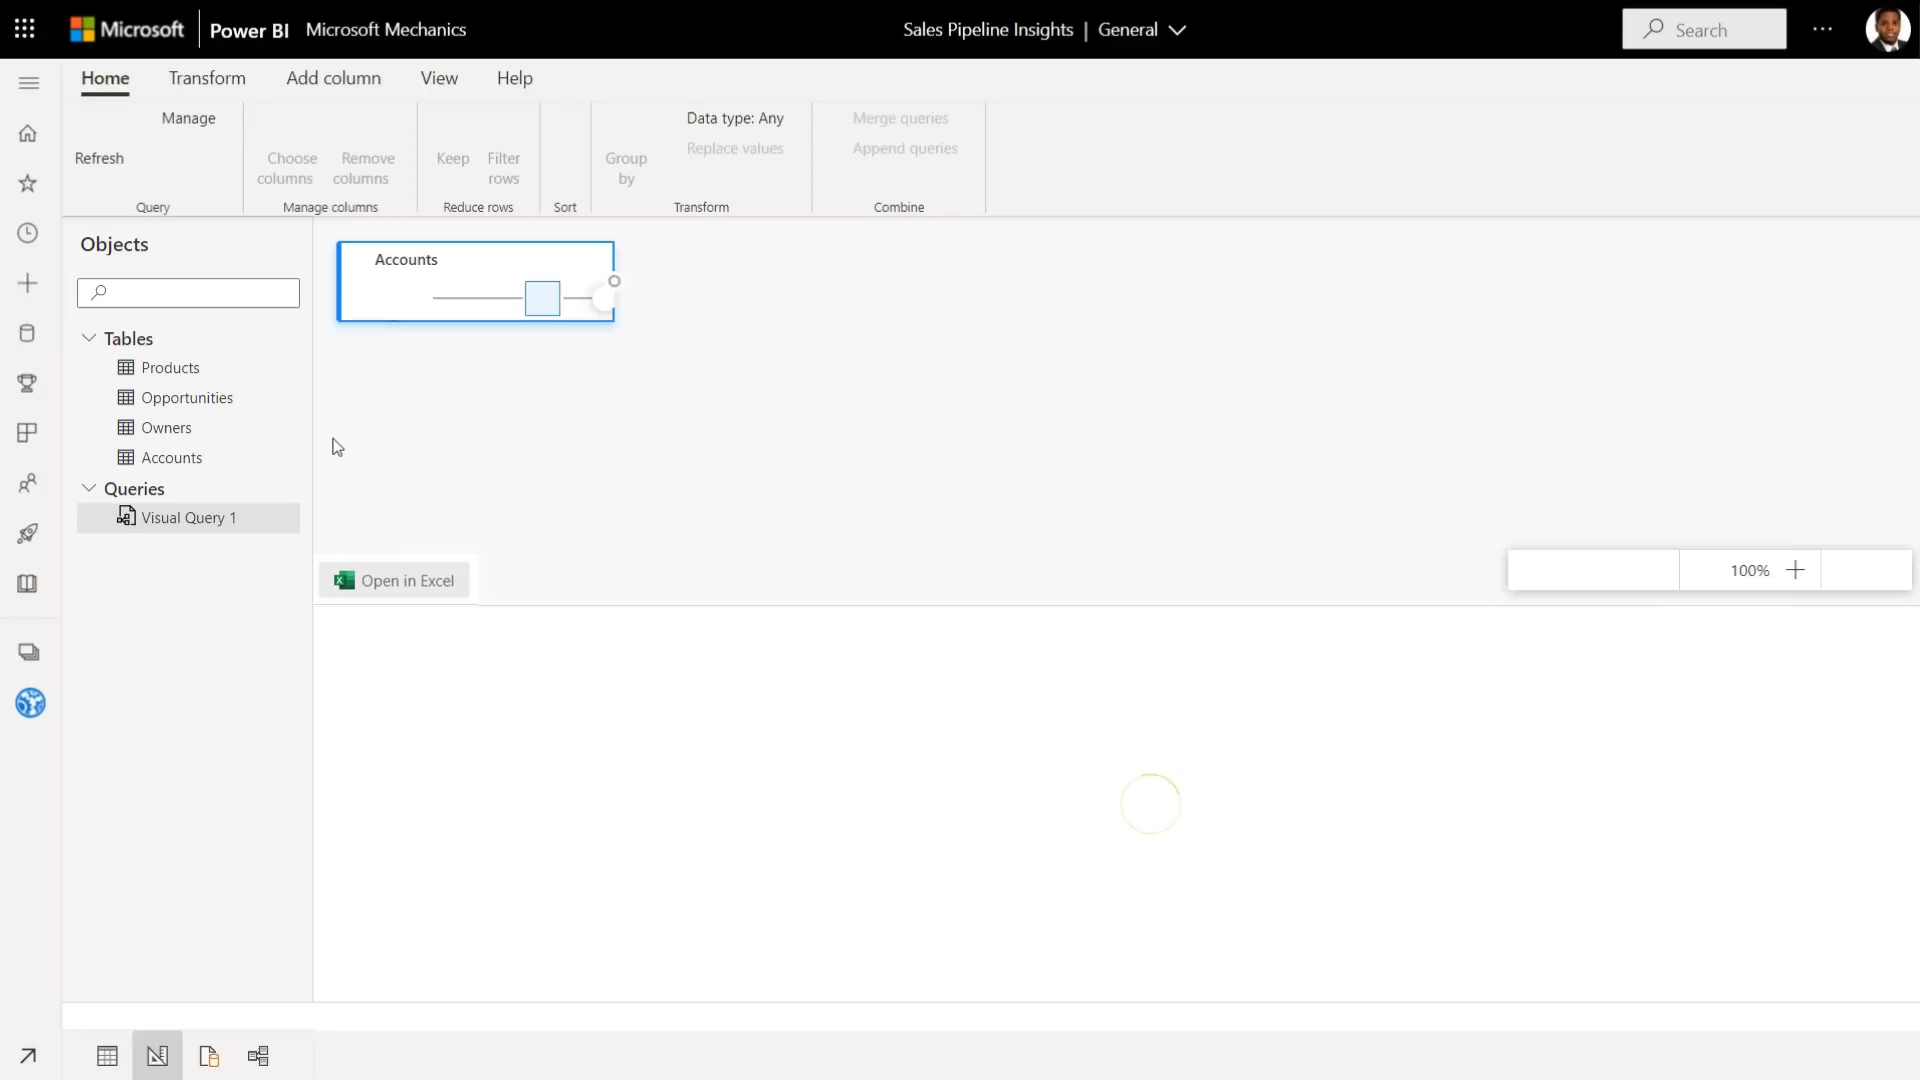 Microsoft Power BI Microsoft Mechanics
Sales Pipeline Insights | General
Search
Home Transform Add column View Help
Refresh
Manage
Query
Choose columns
Remove columns
Manage columns
Keep
Filter rows
Reduce rows
Sort
Group by
Data type: Any
Replace values
Transform
Merge queries
Append queries
Combine
Objects
Tables
Products
Opportunities
Owners
Accounts
Queries
Visual Query 1
Accounts
Open in Excel
100%